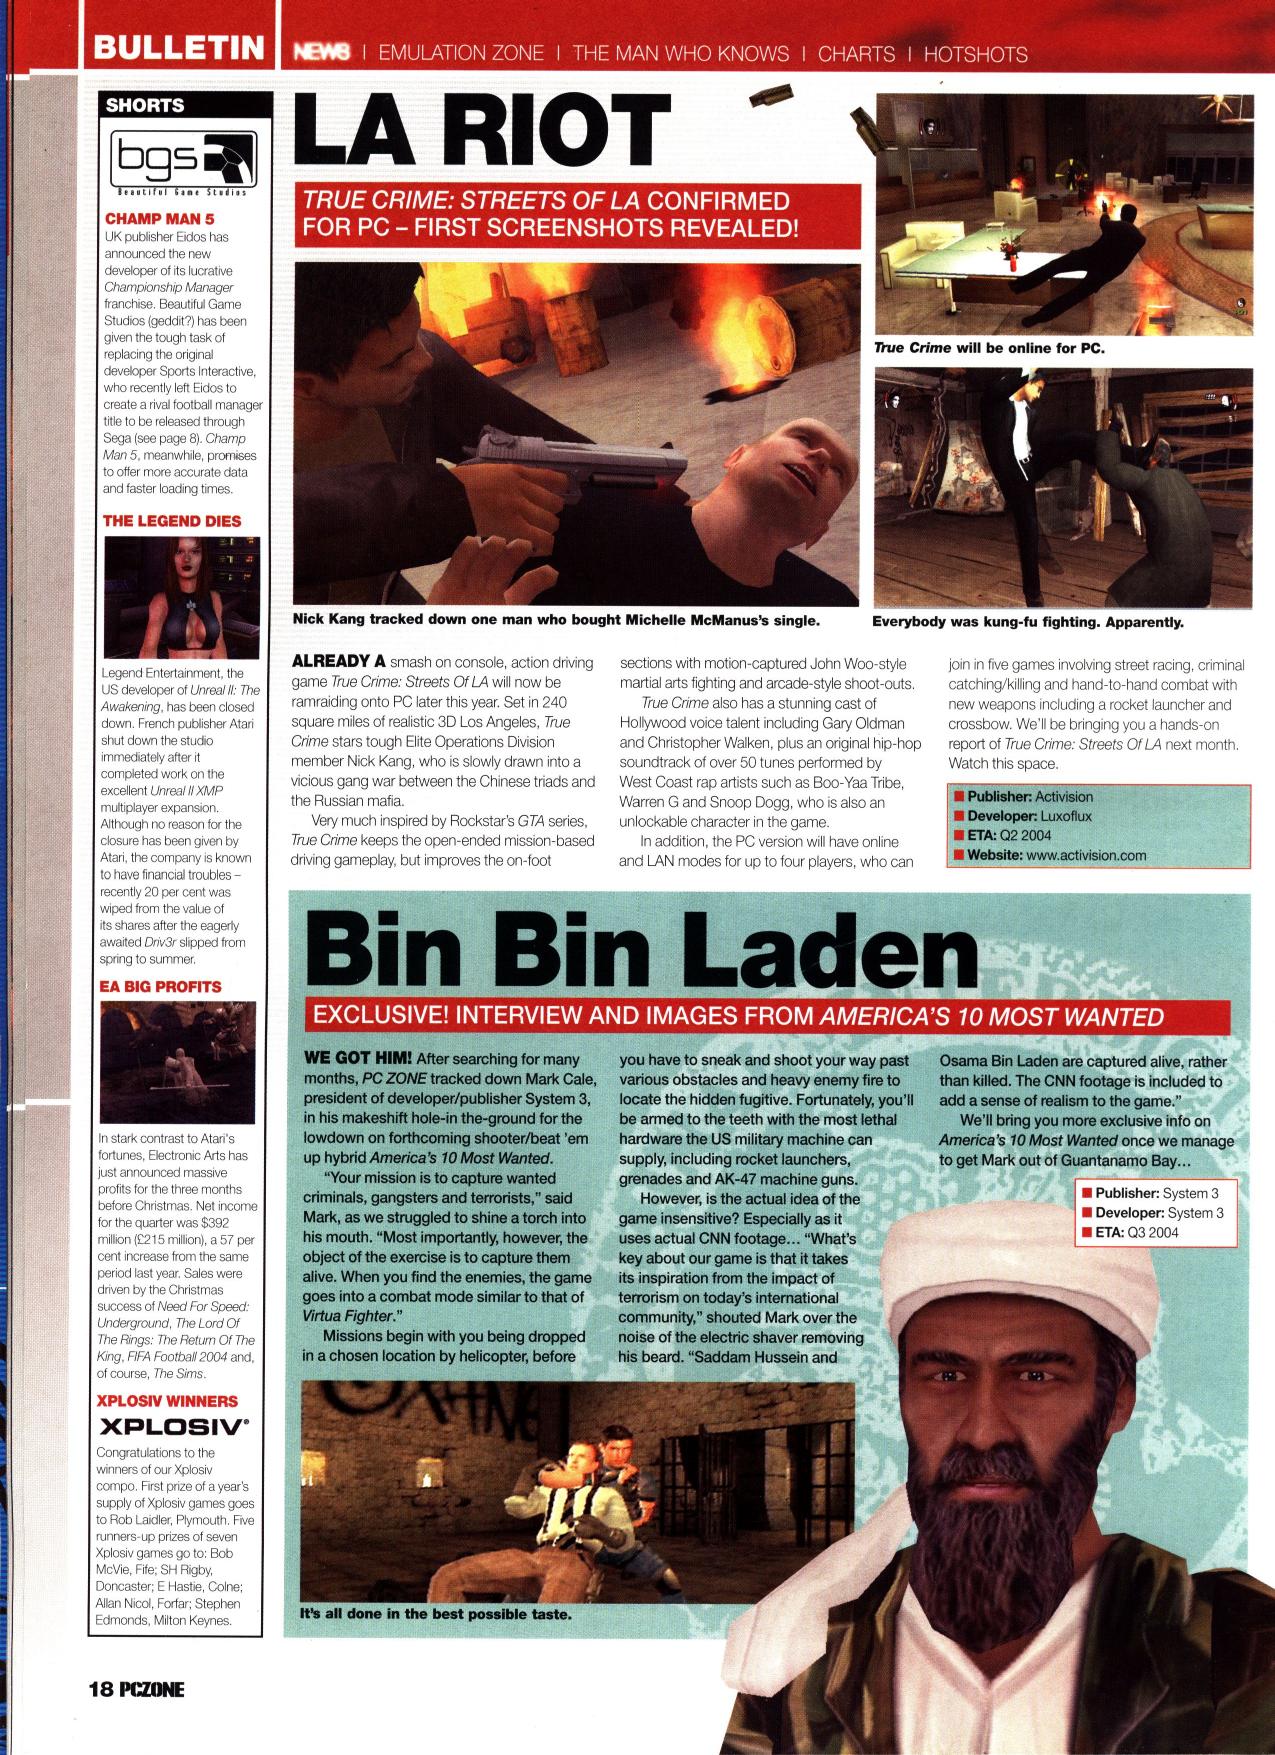 BULLETIN
NEWS | EMULATION ZONE | THE MAN WHO KNOWS | CHARTS | HOTSHOTS
SHORTS
bgs
Beautiful Game Studios
CHAMP MAN 5
UK publisher Eidos has
announced the new
developer of its lucrative
Championship Manager
franchise. Beautiful Game
Studios (geddit?) has been
given the tough task of
replacing the original
developer Sports Interactive,
who recently left Eidos to
create a rival football manager
title to be released through
Sega (see page 8). Champ
Man 5, meanwhile, promises
to offer more accurate data
and faster loading times.
THE LEGEND DIES
Legend Entertainment, the
US developer of Unreal II: The
Awakening, has been closed
down. French publisher Atari
shut down the studio
immediately after it
completed work on the
excellent Unreal II XMP
multiplayer expansion.
Although no reason for the
closure has been given by
Atari, the company is known
to have financial troubles –
recently 20 per cent was
wiped from the value of
its shares after the eagerly
awaited Driv3r slipped from
spring to summer.
EA BIG PROFITS
In stark contrast to Atari's
fortunes, Electronic Arts has
just announced massive
profits for the three months
before Christmas. Net income
for the quarter was $392
million (£215 million), a 57 per
cent increase from the same
period last year. Sales were
driven by the Christmas
success of Need For Speed:
Underground, The Lord Of
The Rings: The Return Of The
King, FIFA Football 2004 and,
of course, The Sims.
XPLOSIV WINNERS
XPLOSIV®
Congratulations to the
winners of our Xplosiv
compo. First prize of a year's
supply of Xplosiv games goes
to Rob Laidler, Plymouth. Five
runners-up prizes of seven
Xplosiv games go to: Bob
McVie, Fife; SH Rigby,
Doncaster; E Hastie, Colne;
Allan Nicol, Forfar; Stephen
Edmonds, Milton Keynes.
LA RIOT
TRUE CRIME: STREETS OF LA CONFIRMED
FOR PC – FIRST SCREENSHOTS REVEALED!
True Crime will be online for PC.
Nick Kang tracked down one man who bought Michelle McManus's single.
Everybody was kung-fu fighting. Apparently.
ALREADY A smash on console, action driving
game True Crime: Streets Of LA will now be
ramraiding onto PC later this year. Set in 240
square miles of realistic 3D Los Angeles, True
Crime stars tough Elite Operations Division
member Nick Kang, who is slowly drawn into a
vicious gang war between the Chinese triads and
the Russian mafia.
Very much inspired by Rockstar's GTA series,
True Crime keeps the open-ended mission-based
driving gameplay, but improves the on-foot
sections with motion-captured John Woo-style
martial arts fighting and arcade-style shoot-outs.
True Crime also has a stunning cast of
Hollywood voice talent including Gary Oldman
and Christopher Walken, plus an original hip-hop
soundtrack of over 50 tunes performed by
West Coast rap artists such as Boo-Yaa Tribe,
Warren G and Snoop Dogg, who is also an
unlockable character in the game.
In addition, the PC version will have online
and LAN modes for up to four players, who can
join in five games involving street racing, criminal
catching/killing and hand-to-hand combat with
new weapons including a rocket launcher and
crossbow. We'll be bringing you a hands-on
report of True Crime: Streets Of LA next month.
Watch this space.
Publisher: Activision
Developer: Luxoflux
ETA: Q2 2004
Website: www.activision.com
Bin Bin Laden
EXCLUSIVE! INTERVIEW AND IMAGES FROM AMERICA'S 10 MOST WANTED
WE GOT HIM! After searching for many
months, PC ZONE tracked down Mark Cale,
president of developer/publisher System 3,
in his makeshift hole-in the-ground for the
lowdown on forthcoming shooter/beat 'em
up hybrid America's 10 Most Wanted.
"Your mission is to capture wanted
criminals, gangsters and terrorists," said
Mark, as we struggled to shine a torch into
his mouth. "Most importantly, however, the
object of the exercise is to capture them
alive. When you find the enemies, the game
goes into a combat mode similar to that of
Virtua Fighter."
Missions begin with you being dropped
in a chosen location by helicopter, before
you have to sneak and shoot your way past
various obstacles and heavy enemy fire to
locate the hidden fugitive. Fortunately, you'll
be armed to the teeth with the most lethal
hardware the US military machine can
supply, including rocket launchers,
grenades and AK-47 machine guns.
However, is the actual idea of the
game insensitive? Especially as it
uses actual CNN footage... "What's
key about our game is that it takes
its inspiration from the impact of
terrorism on today's international
community," shouted Mark over the
noise of the electric shaver removing
his beard. "Saddam Hussein and
Osama Bin Laden are captured alive, rather
than killed. The CNN footage is included to
add a sense of realism to the game."
We'll bring you more exclusive info on
America's 10 Most Wanted once we manage
to get Mark out of Guantanamo Bay...
Publisher: System 3
Developer: System 3
ETA: Q3 2004
It's all done in the best possible taste.
18 PCZONE